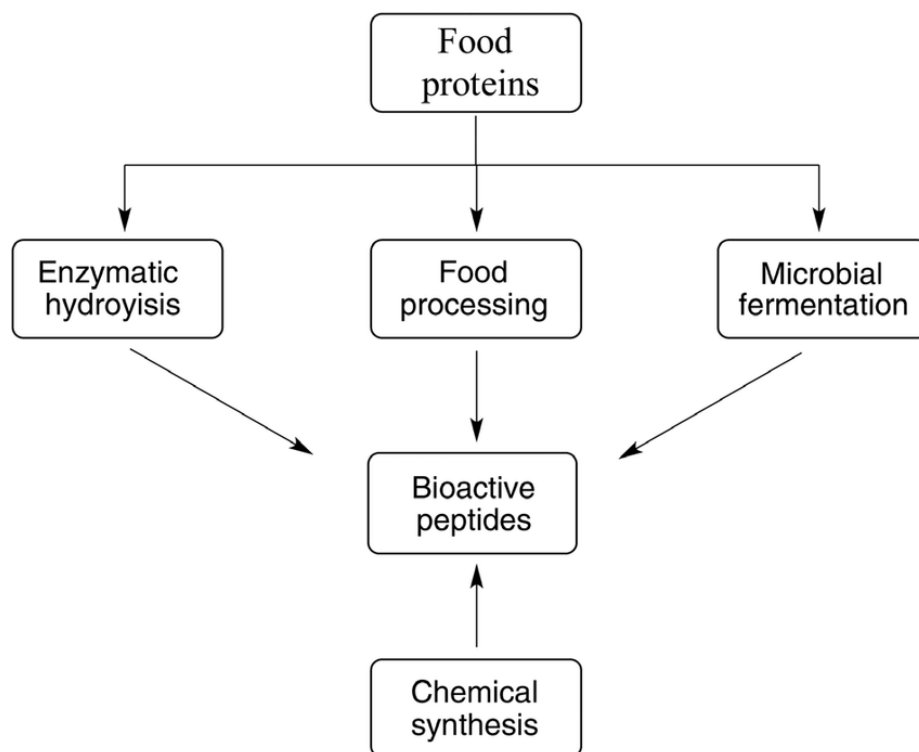 Food
proteins
Enzymatic
hydroyisis
Food
processing
Microbial
fermentation
Bioactive
peptides
Chemical
synthesis